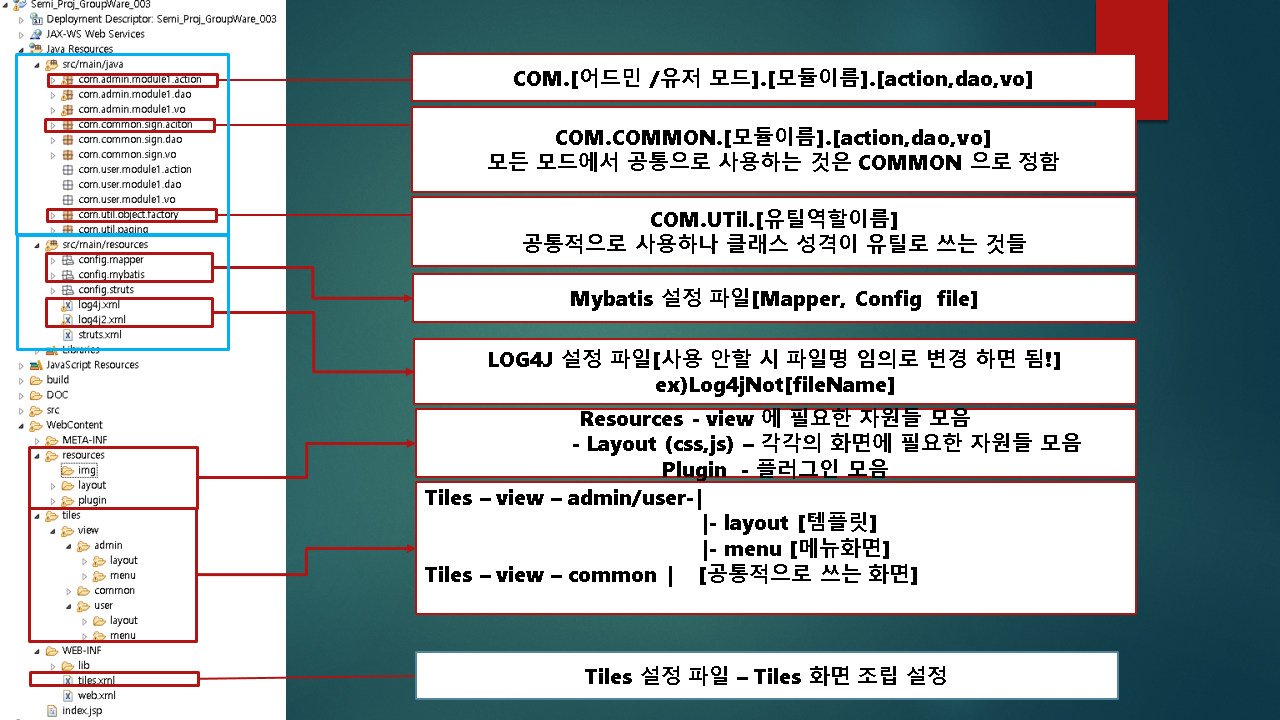 Semi_Proj_GroupWare_003
Deployment Descriptor: Semi_Proj_GroupWare_003
JAX-WS Web Services
Java Resources
src/main/java
com.admin.module1.action
com.admin.module1.dao
com.admin.module1.vo
com.common.sign.aciton
com.common.sign.dao
com.common.sign.vo
com.user.module1.action
com.user.module1.dao
com.user.module1.vo
com.util.object.factory
com.util.paging
src/main/resources
config.mapper
config.mybatis
config.struts
log4j.xml
log4j2.xml
struts.xml
Libraries
JavaScript Resources
build
DOC
src
WebContent
META-INF
resources
img
layout
plugin
tiles
view
admin
layout
menu
common
user
layout
menu
WEB-INF
lib
tiles.xml
web.xml
index.jsp
COM.[어드민 /유저 모드].[모듈이름].[action,dao,vo]
COM.COMMON.[모듈이름].[action,dao,vo]
모든 모드에서 공통으로 사용하는 것은 COMMON 으로 정함
COM.UTil.[유틸역할이름]
공통적으로 사용하나 클래스 성격이 유틸로 쓰는 것들
Mybatis 설정 파일[Mapper, Config file]
LOG4J 설정 파일[사용 안할 시 파일명 임의로 변경 하면 됨!]
ex)Log4jNot[fileName]
Resources - view 에 필요한 자원들 모음
- Layout (css,js) – 각각의 화면에 필요한 자원들 모음
Plugin - 플러그인 모음
Tiles – view – admin/user-|
|- layout [템플릿]
|- menu [메뉴화면]
Tiles – view – common | [공통적으로 쓰는 화면]
Tiles 설정 파일 – Tiles 화면 조립 설정